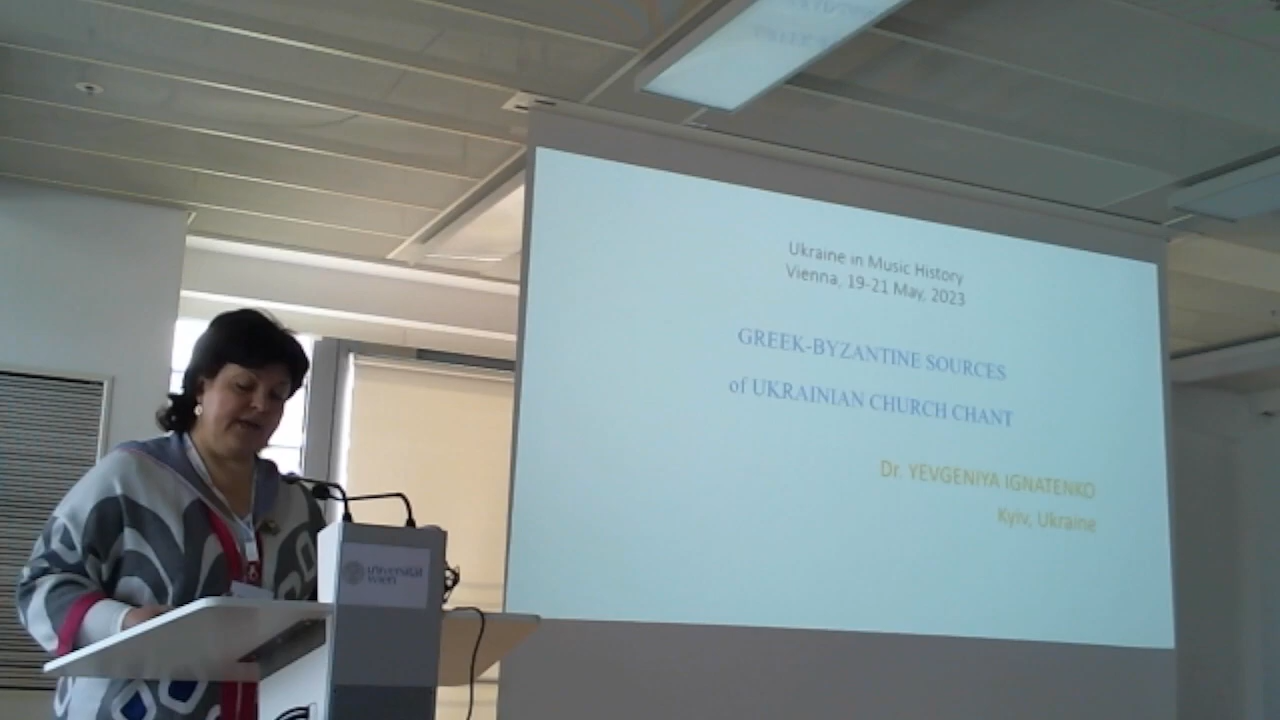 Ukraine in Music History
Vienna, 19-21 May, 2023
GREEK-BYZANTINE SOURCES
of UKRAINIAN CHURCH CHANT
Dr. YEVGENIYA IGNATENKO
Kyiv, Ukraine
universität
wien